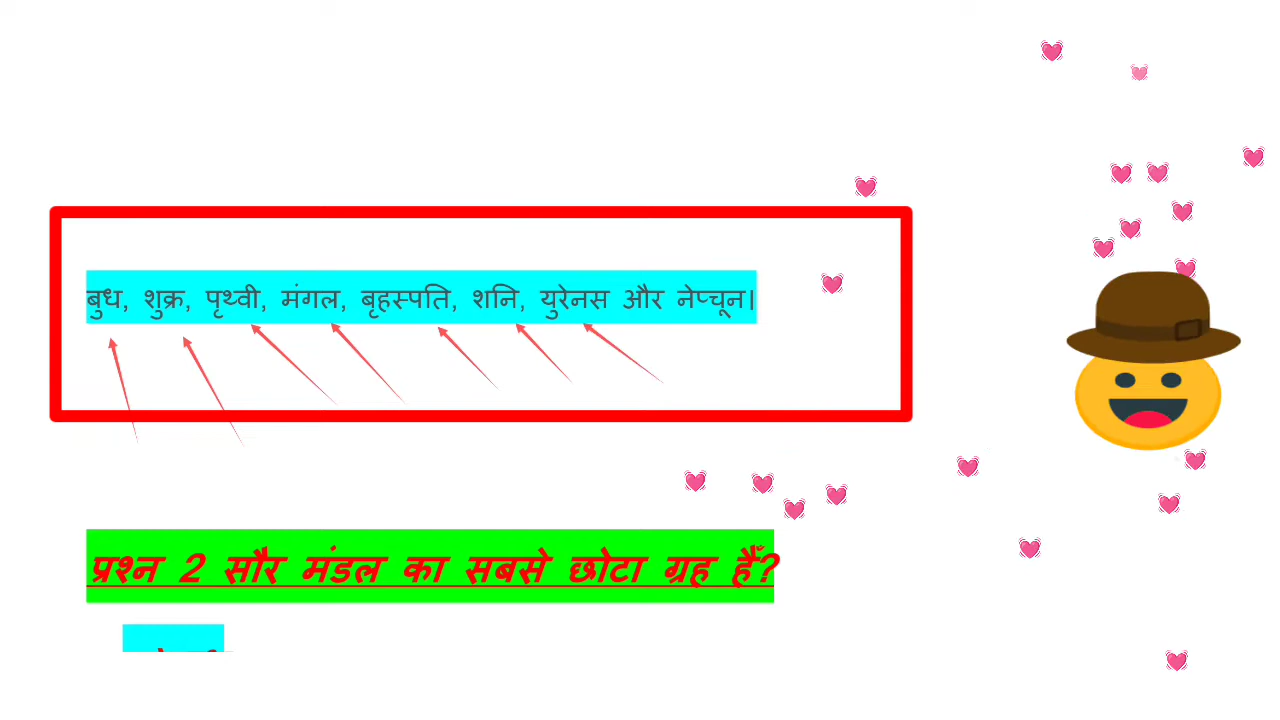 बुध, शुक्र, पृथ्वी, मंगल, बृहस्पति, शनि, युरेनस और नेप्चून।
प्रश्न 2 सौर मंडल का सबसे छोटा ग्रह हैँ?